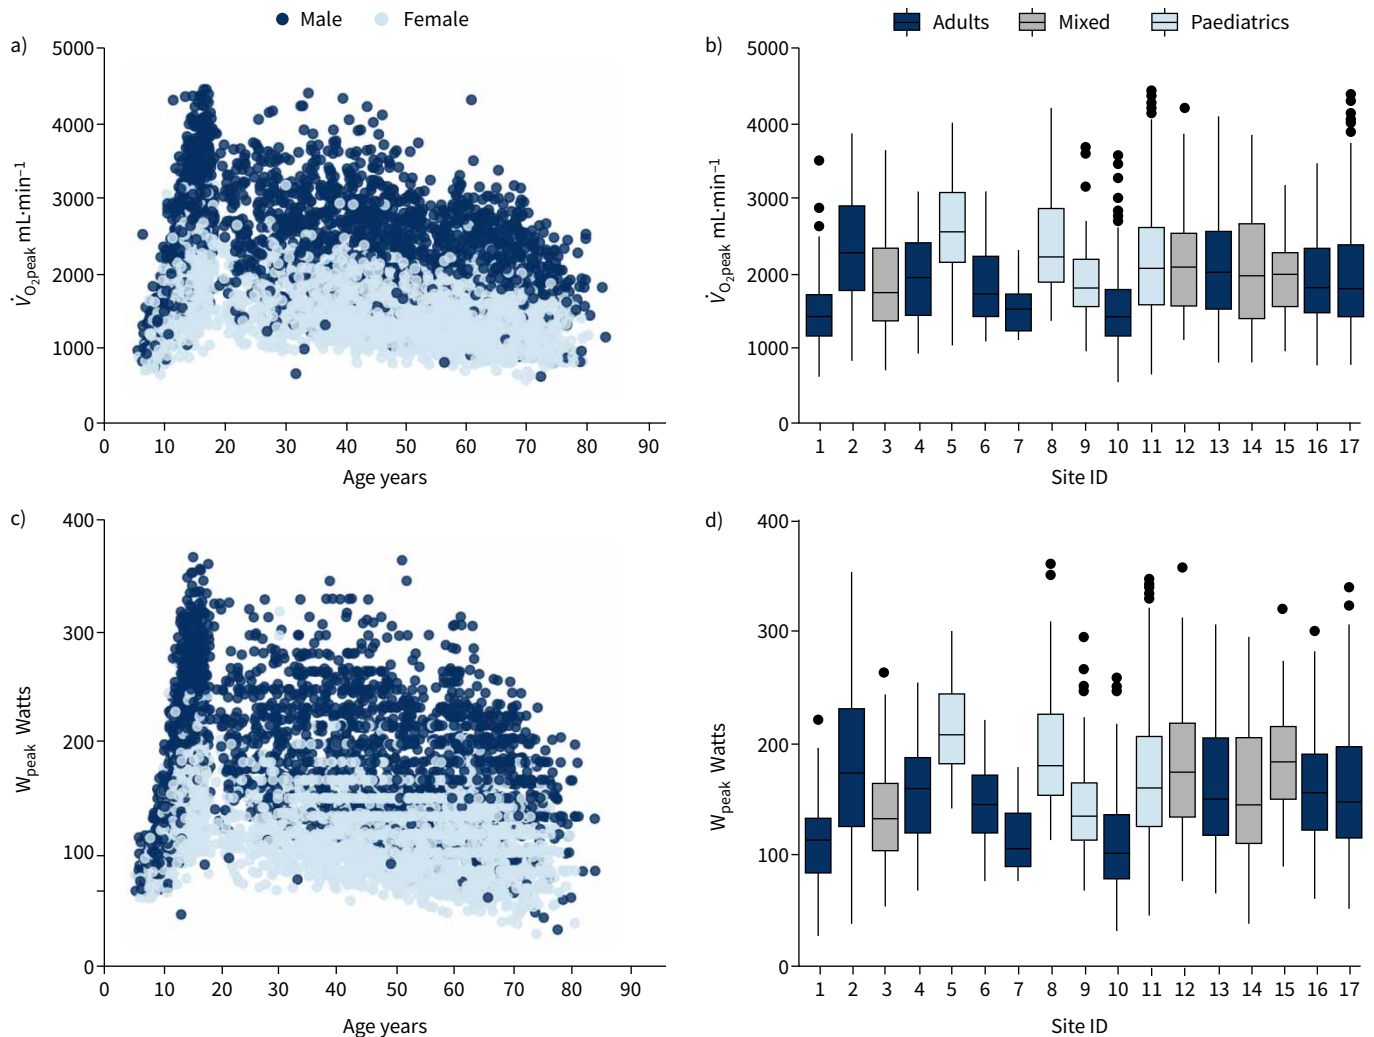 Male Female
Adults Mixed Paediatrics
a)
5000
4000
3000
2000
1000
0
V̇O2peak mL·min−1
0 10 20 30 40 50 60 70 80 90
Age years
b)
5000
4000
3000
2000
1000
0
V̇O2peak mL·min−1
1 2 3 4 5 6 7 8 9 10 11 12 13 14 15 16 17
Site ID
c)
400
300
200
100
0
Wpeak Watts
0 10 20 30 40 50 60 70 80 90
Age years
d)
400
300
200
100
0
Wpeak Watts
1 2 3 4 5 6 7 8 9 10 11 12 13 14 15 16 17
Site ID